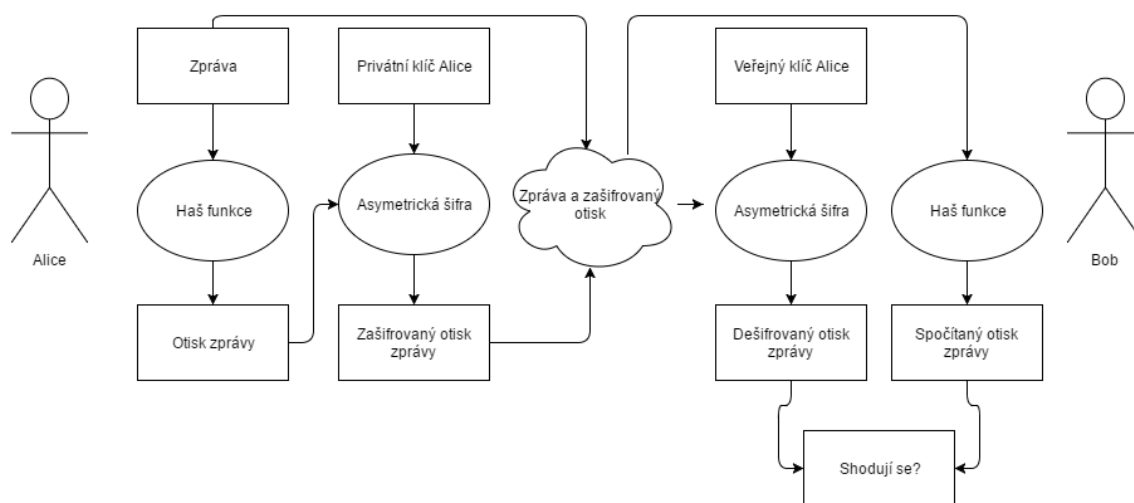 Zpráva
Privátní klíč Alice
Veřejný klíč Alice
Haš funkce
Asymetrická šifra
Zpráva a zašifrovaný
otisk
Asymetrická šifra
Haš funkce
Alice
Bob
Otisk zprávy
Zašifrovaný otisk
zprávy
Dešifrovaný otisk
zprávy
Spočítaný otisk
zprávy
Shodují se?